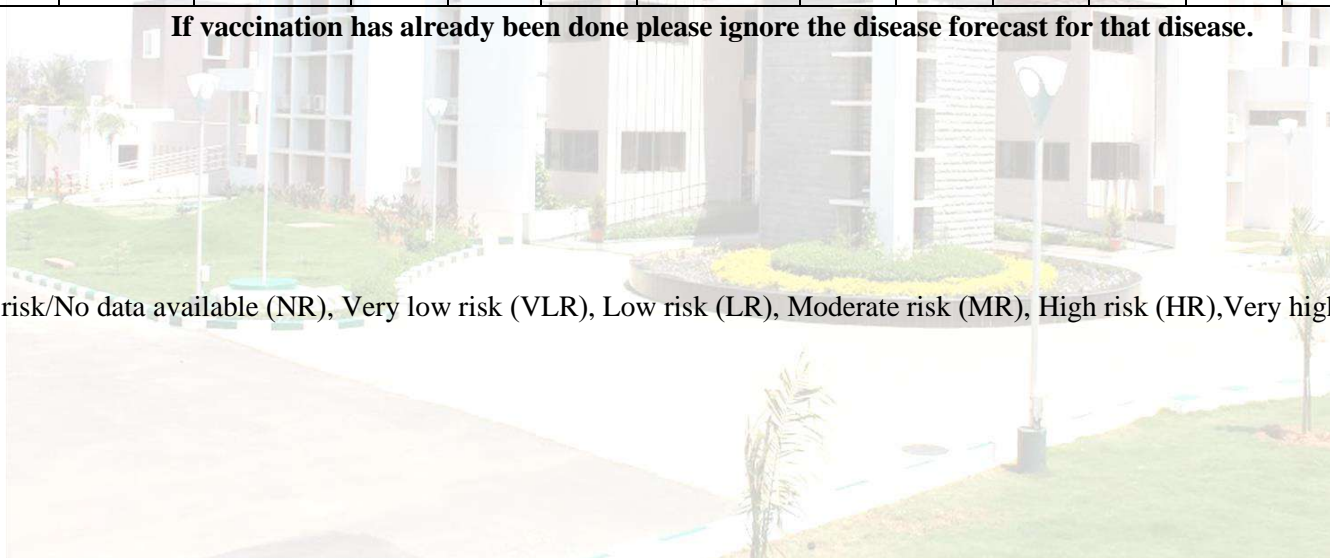 If vaccination has already been done please ignore the disease forecast for that disease.
risk/No data available (NR), Very low risk (VLR), Low risk (LR), Moderate risk (MR), High risk (HR),Very